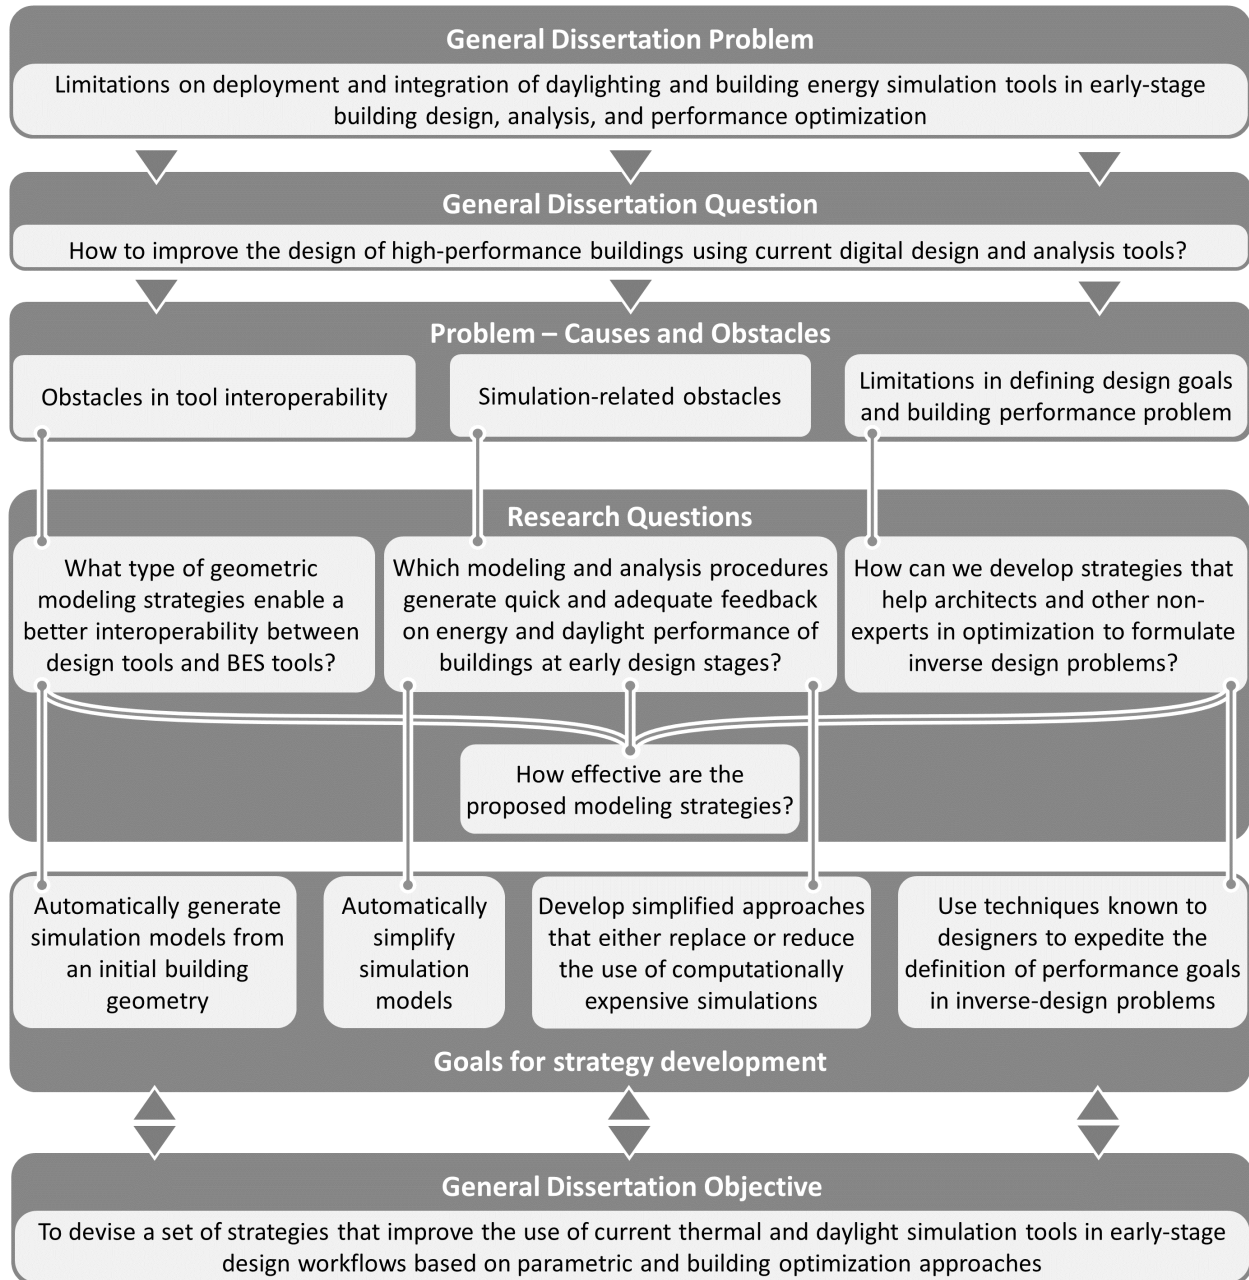 General Dissertation Problem
Limitations on deployment and integration of daylighting and building energy simulation tools in early-stage
building design, analysis, and performance optimization
General Dissertation Question
How to improve the design of high-performance buildings using current digital design and analysis tools?
Problem – Causes and Obstacles
Obstacles in tool interoperability
Simulation-related obstacles
Limitations in defining design goals
and building performance problem
Research Questions
What type of geometric
modeling strategies enable a
better interoperability between
design tools and BES tools?
Which modeling and analysis procedures
generate quick and adequate feedback
on energy and daylight performance of
buildings at early design stages?
How can we develop strategies that
help architects and other non-
experts in optimization to formulate
inverse design problems?
How effective are the
proposed modeling strategies?
Automatically generate
simulation models from
an initial building
geometry
Automatically
simplify
simulation
models
Develop simplified approaches
that either replace or reduce
the use of computationally
expensive simulations
Use techniques known to
designers to expedite the
definition of performance goals
in inverse-design problems
Goals for strategy development
General Dissertation Objective
To devise a set of strategies that improve the use of current thermal and daylight simulation tools in early-stage
design workflows based on parametric and building optimization approaches